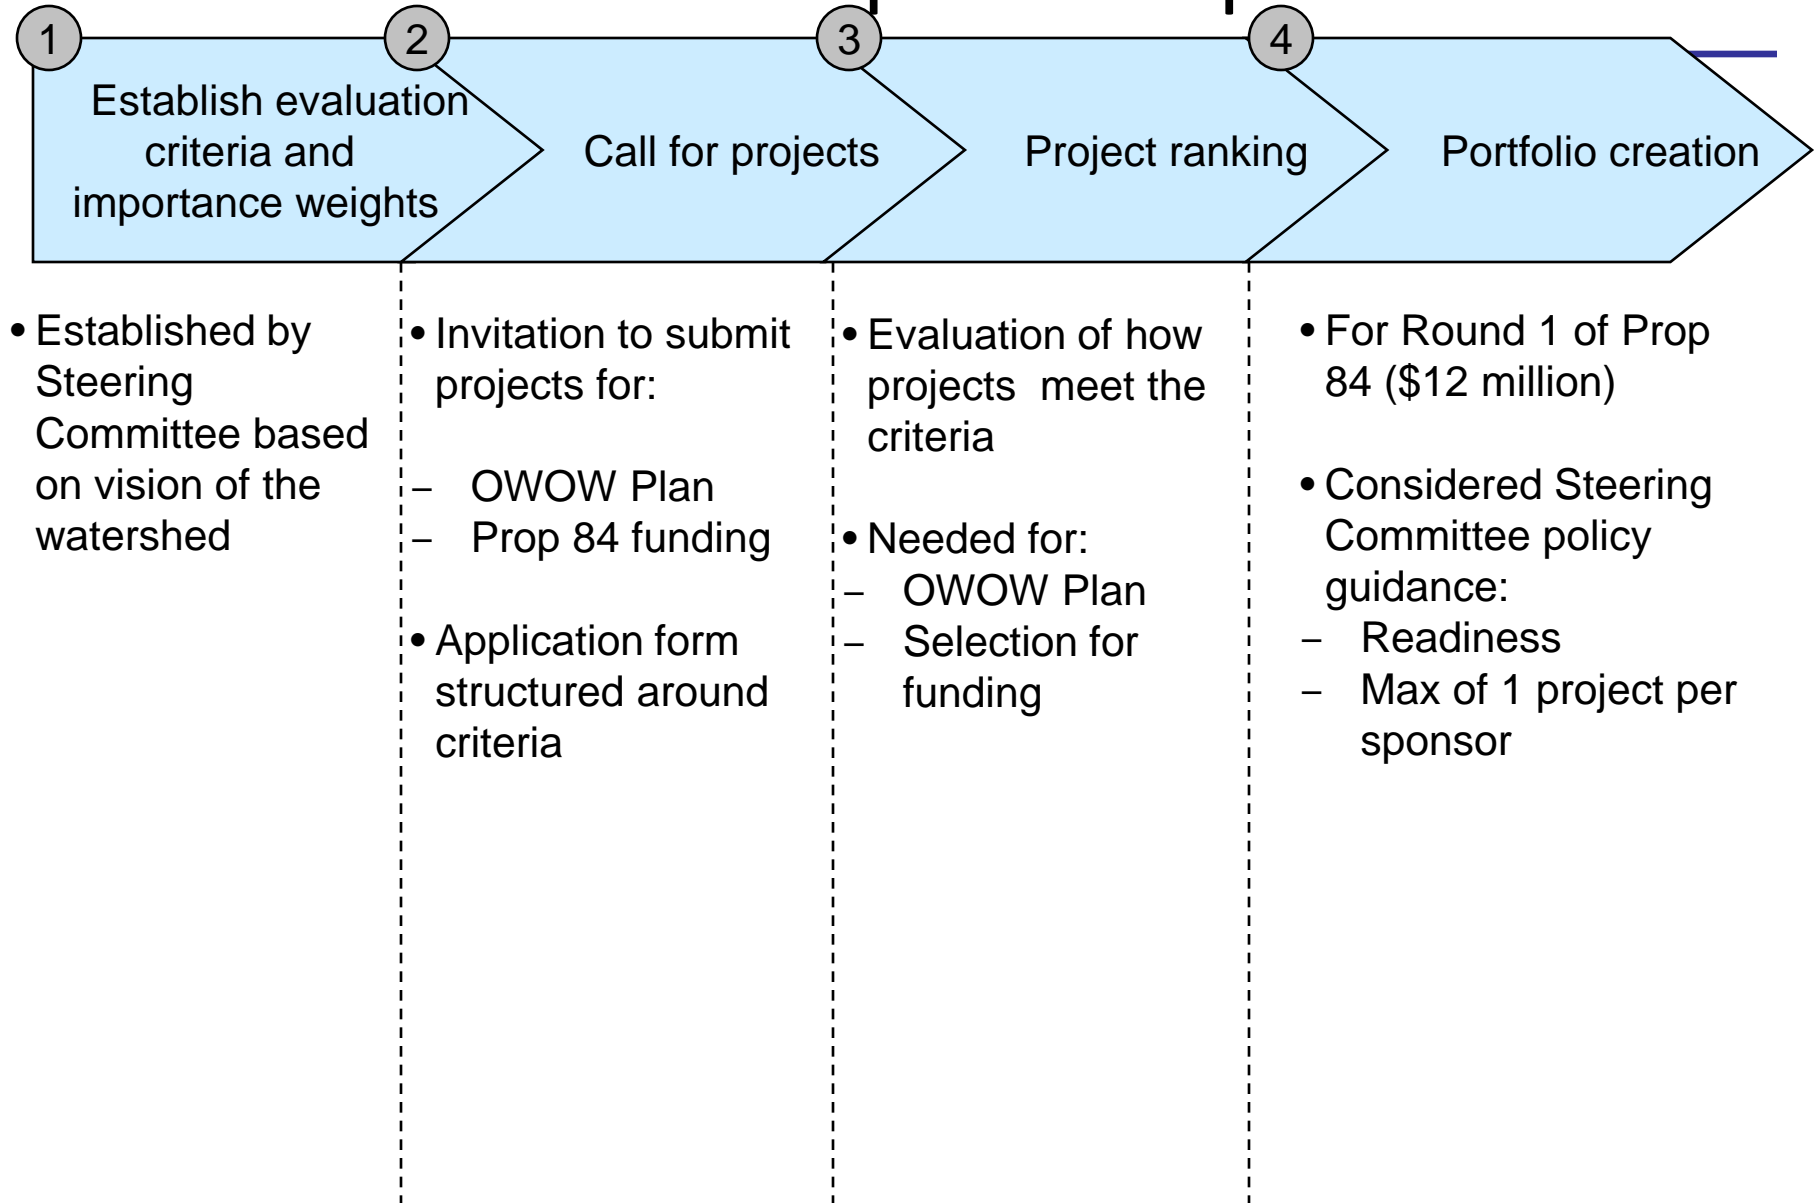 1
Establish evaluation
criteria and
importance weights
2
Call for projects
3
Project ranking
4
Portfolio creation
• Established by
Steering
Committee based
on vision of the
watershed
• Invitation to submit
projects for:
– OWOW Plan
– Prop 84 funding
• Application form
structured around
criteria
• Evaluation of how
projects  meet the
criteria
• Needed for:
– OWOW Plan
– Selection for
funding
• For Round 1 of Prop
84 ($12 million)
• Considered Steering
Committee policy
guidance:
– Readiness
– Max of 1 project per
sponsor